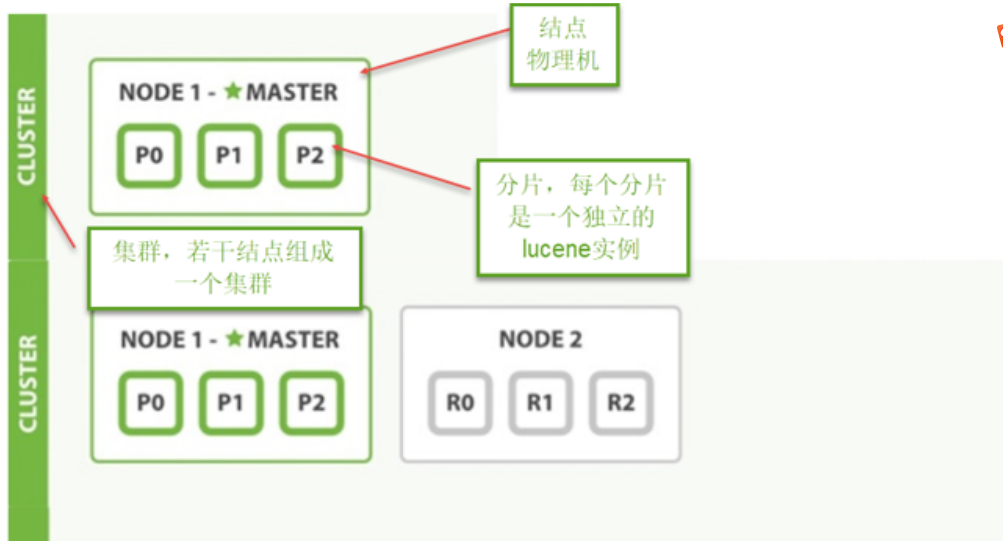 CLUSTER
结点
物理机
NODE 1 - ★ MASTER
P0 P1 P2
分片，每个分片
是一个独立的
lucene实例
集群，若干结点组成
一个集群
CLUSTER
NODE 1 - ★ MASTER
P0 P1 P2
NODE 2
R0 R1 R2